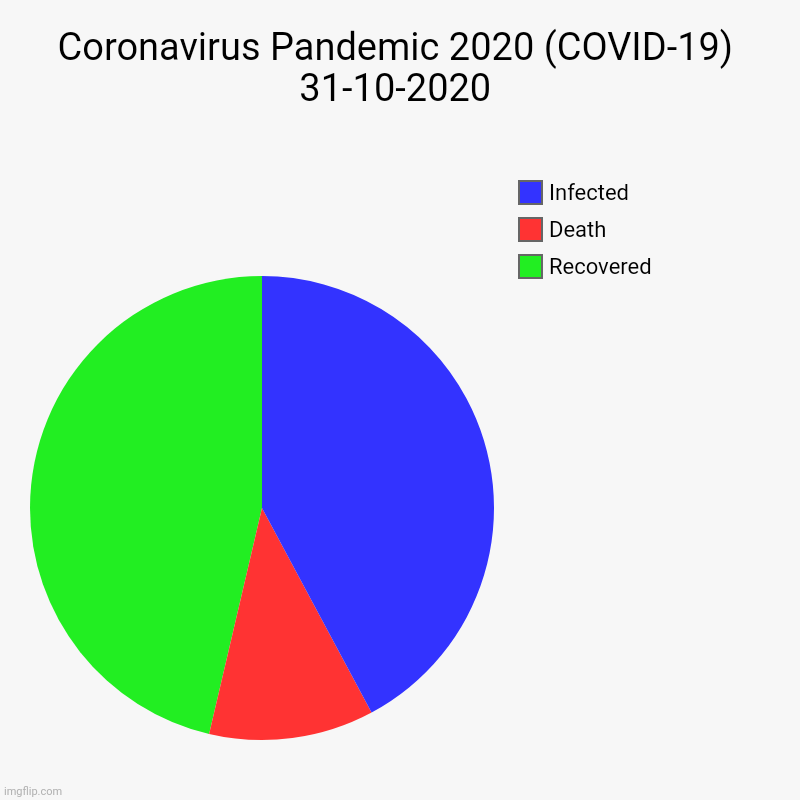 Coronavirus Pandemic 2020 (COVID-19)
31-10-2020
Infected
Death
Recovered
imgflip.com